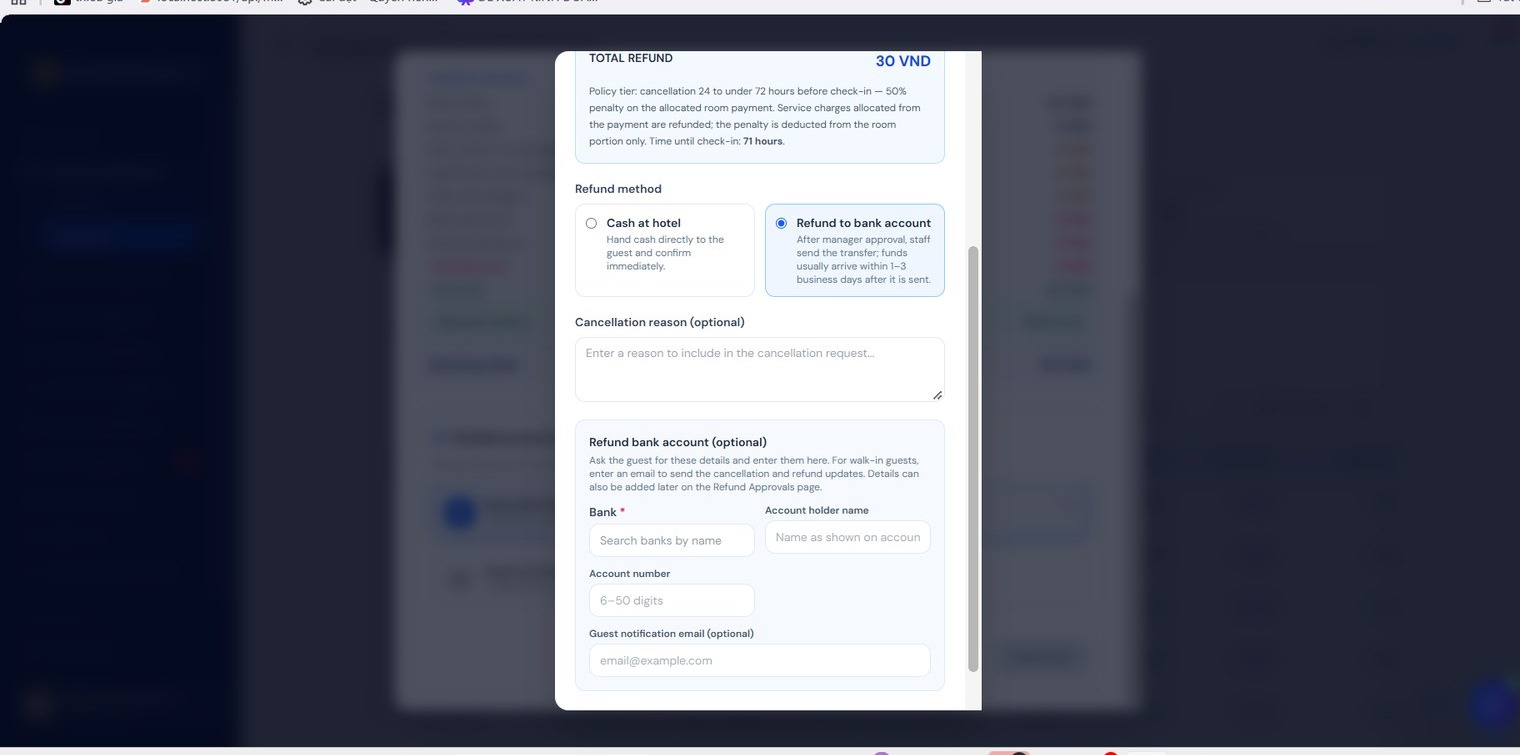 TOTAL REFUND
30 VND
Policy tier: cancellation 24 to under 72 hours before check-in — 50%
penalty on the allocated room payment. Service charges allocated from
the payment are refunded; the penalty is deducted from the room
portion only. Time until check-in: 71 hours.
Refund method
Cash at hotel
Hand cash directly to the
guest and confirm
immediately.
Refund to bank account
After manager approval, staff
send the transfer; funds
usually arrive within 1–3
business days after it is sent.
Cancellation reason (optional)
Enter a reason to include in the cancellation request...
Refund bank account (optional)
Ask the guest for these details and enter them here. For walk-in guests,
enter an email to send the cancellation and refund updates. Details can
also be added later on the Refund Approvals page.
Bank *
Search banks by name
Account holder name
Name as shown on accoun
Account number
6–50 digits
Guest notification email (optional)
email@example.com